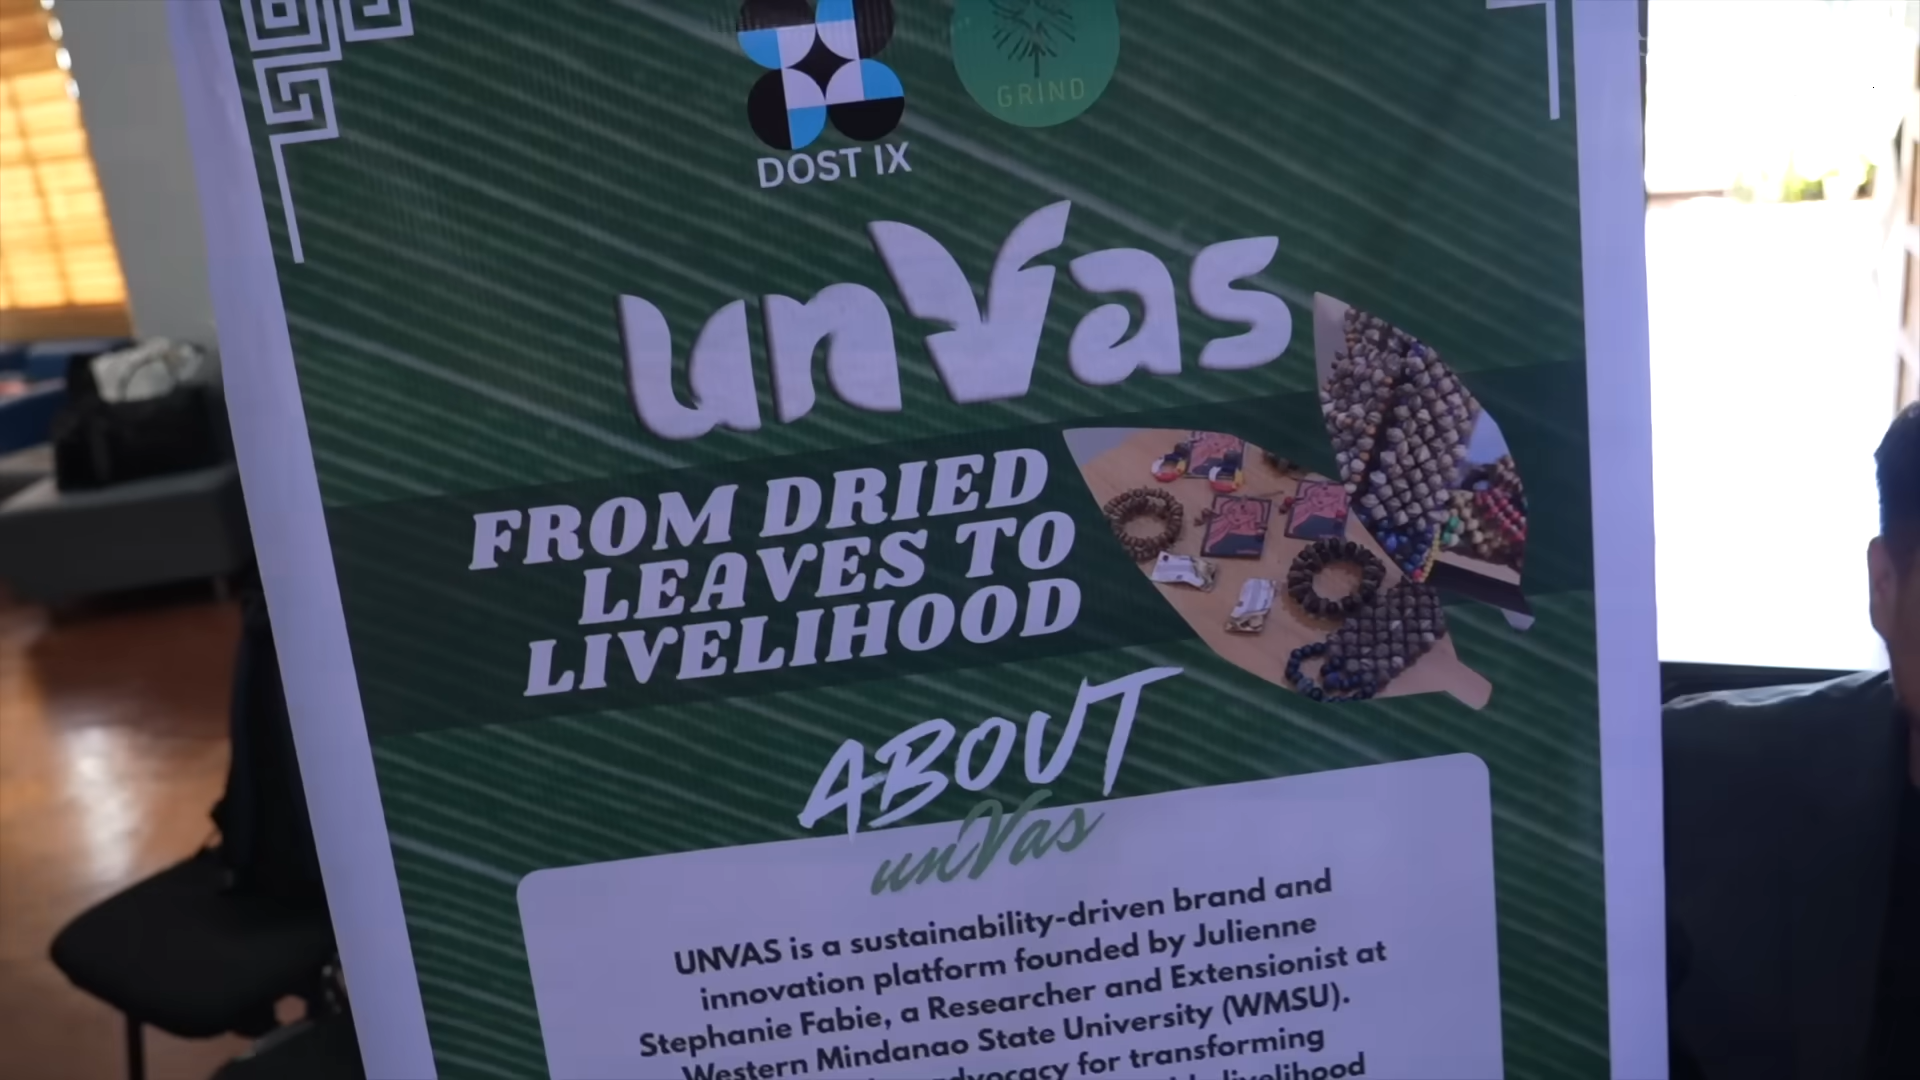 GRIND
DOST IX
unVas
FROM DRIED
LEAVES TO
LIVELIHOOD
ABOUT
unVas
UNVAS is a sustainability-driven brand and
innovation platform founded by Julienne
Stephanie Fabie, a Researcher and Extensionist at
Western Mindanao State University (WMSU).
advocacy for transforming
livelihood